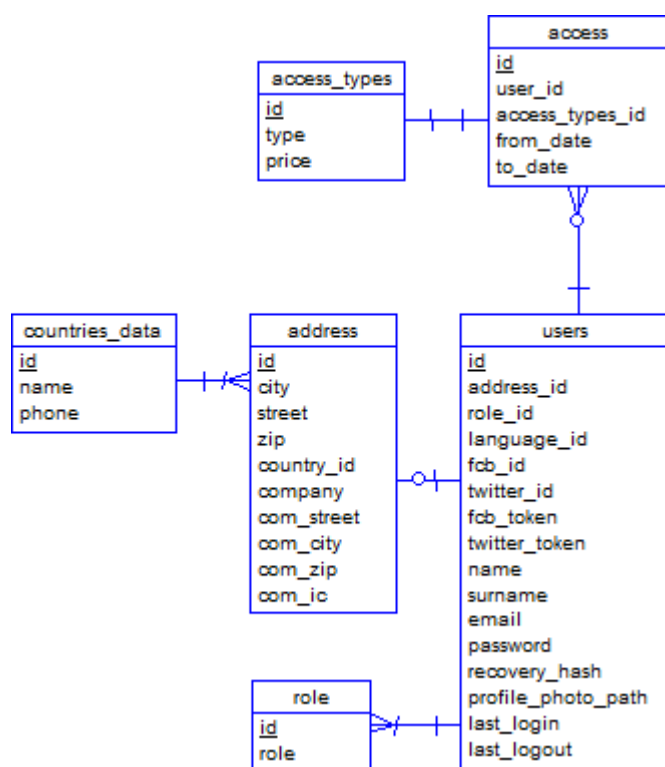 access
id
user_id
access_types_id
from_date
to_date
access_types
id
type
price
countries_data
id
name
phone
address
id
city
street
zip
country_id
company
com_street
com_city
com_zip
com_ic
users
id
address_id
role_id
language_id
fcb_id
twitter_id
fcb_token
twitter_token
name
surname
email
password
recovery_hash
profile_photo_path
last_login
last_logout
role
id
role